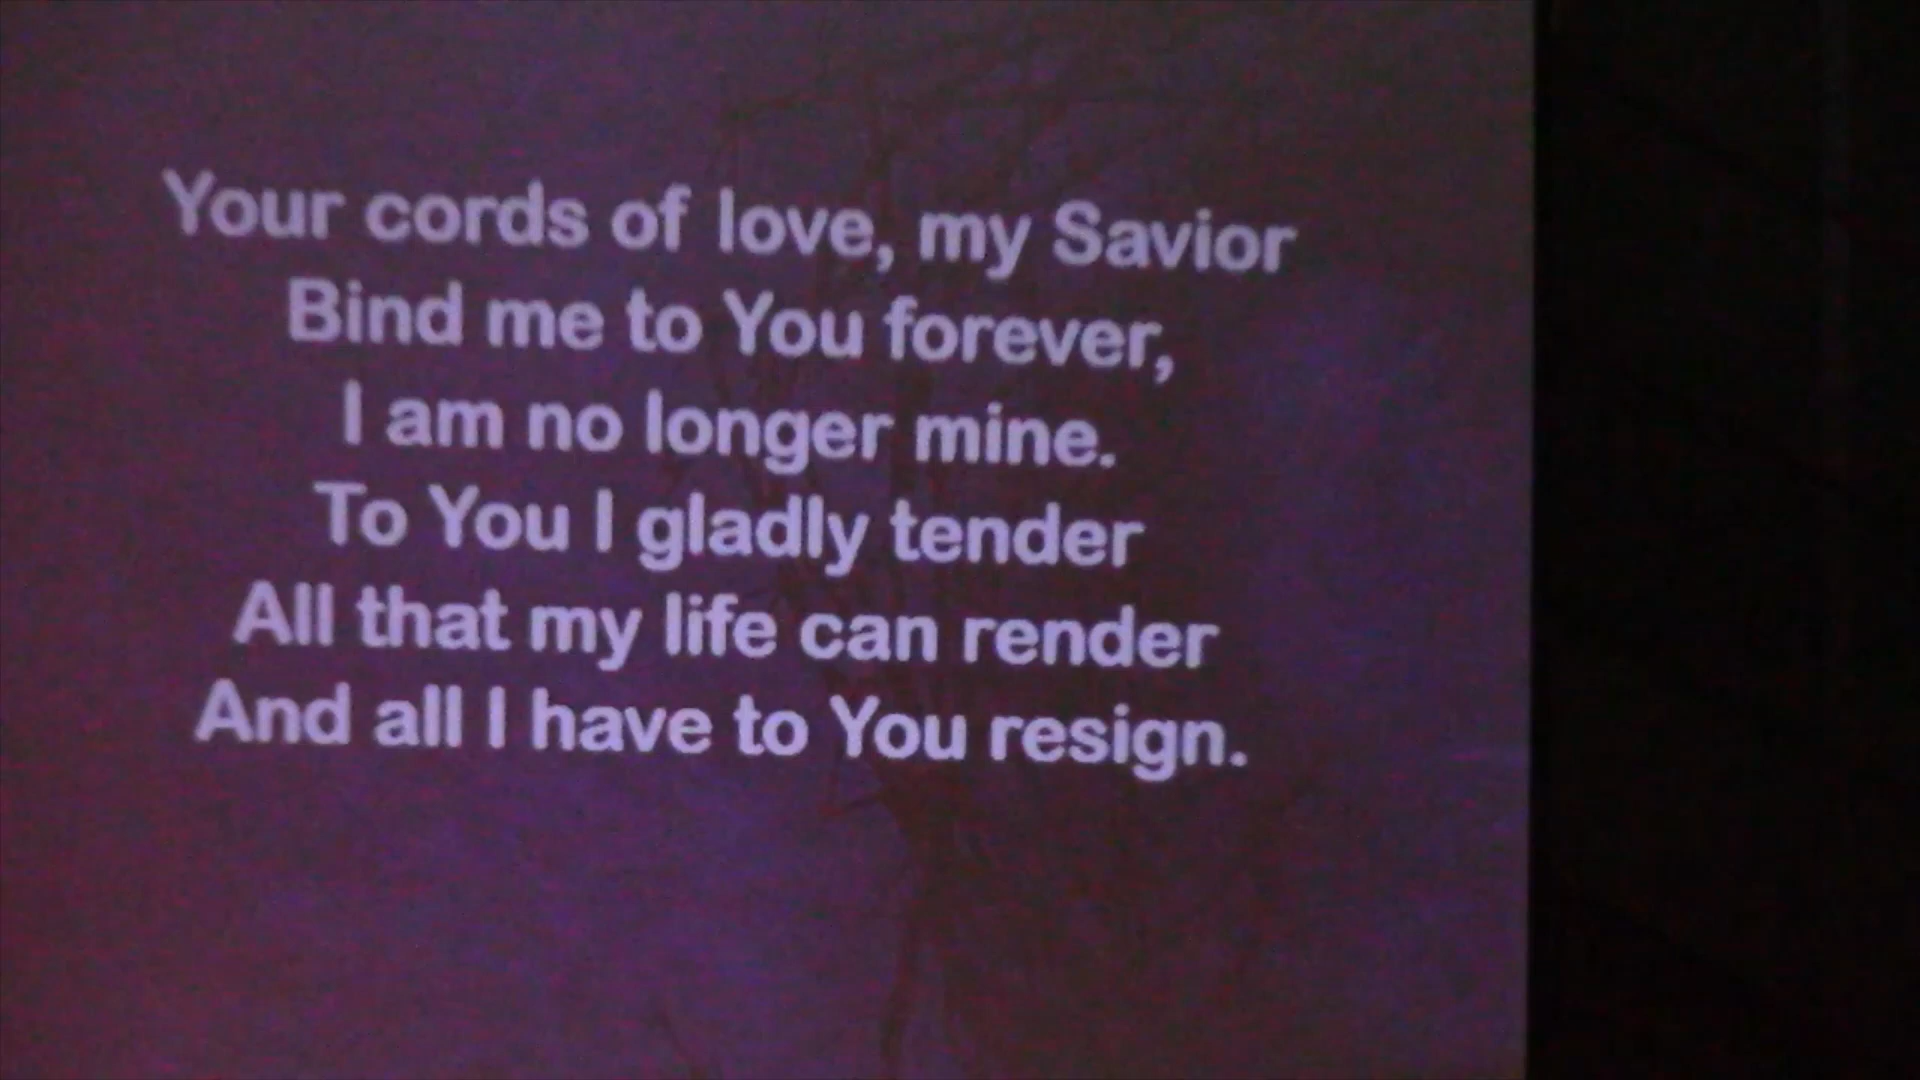 Your cords of love, my Savior
Bind me to You forever,
I am no longer mine.
To You I gladly tender
All that my life can render
And all I have to You resign.